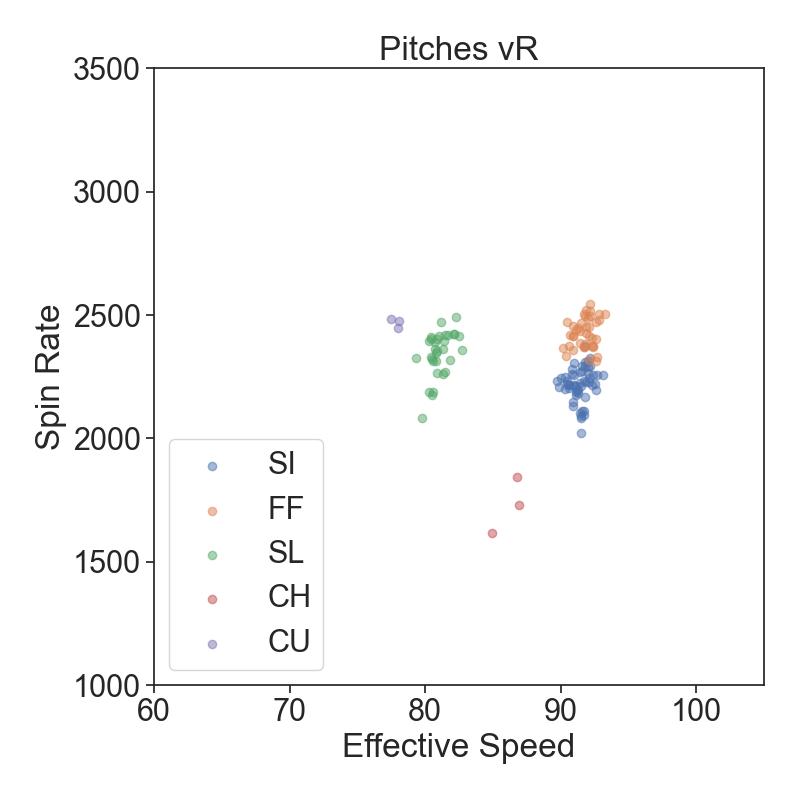 Pitches vR
3500
3000
2500
2000
1500
1000
Spin Rate
SI
FF
SL
CH
CU
60 70 80 90 100
Effective Speed